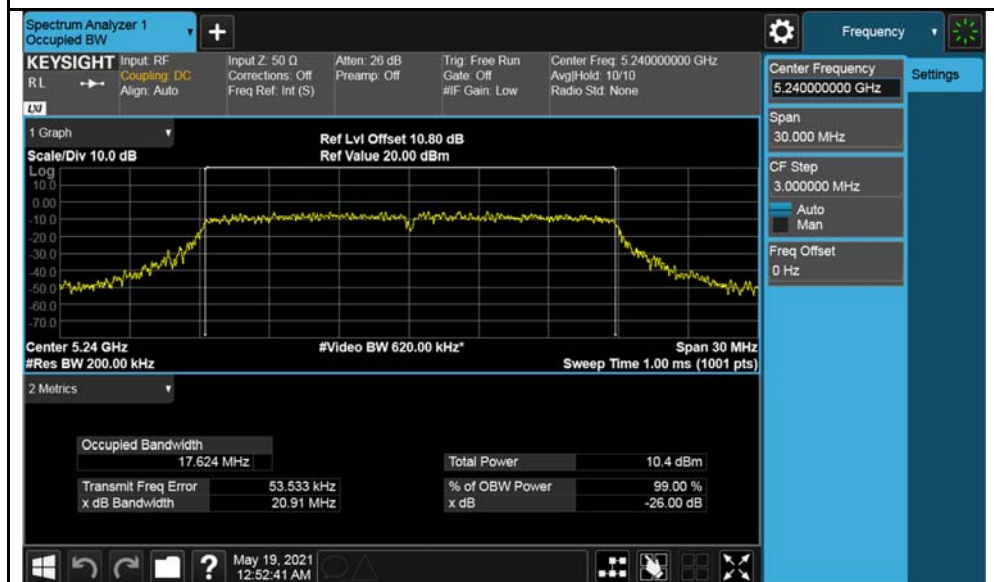 Spectrum Analyzer 1
Occupied BW
+
Frequency
KEYSIGHT
RL
LXI
Input: RF
Coupling: DC
Align: Auto
Input Z: 50 Ω
Corrections: Off
Freq Ref: Int (S)
Atten: 26 dB
Preamp: Off
Trig: Free Run
Gate: Off
#IF Gain: Low
Center Freq: 5.240000000 GHz
Avg|Hold: 10/10
Radio Std: None
Center Frequency
5.240000000 GHz
Settings
Span
30.000 MHz
CF Step
3.000000 MHz
Auto
Man
Freq Offset
0 Hz
1 Graph
Scale/Div 10.0 dB
Ref Lvl Offset 10.80 dB
Ref Value 20.00 dBm
Log
10.0
0.00
-10.0
-20.0
-30.0
-40.0
-50.0
-60.0
-70.0
Center 5.24 GHz
#Video BW 620.00 kHz*
Span 30 MHz
#Res BW 200.00 kHz
Sweep Time 1.00 ms (1001 pts)
2 Metrics
Occupied Bandwidth
17.624 MHz
Total Power 10.4 dBm
Transmit Freq Error 53.533 kHz
% of OBW Power 99.00 %
x dB Bandwidth 20.91 MHz
x dB -26.00 dB
?
May 19, 2021
12:52:41 AM